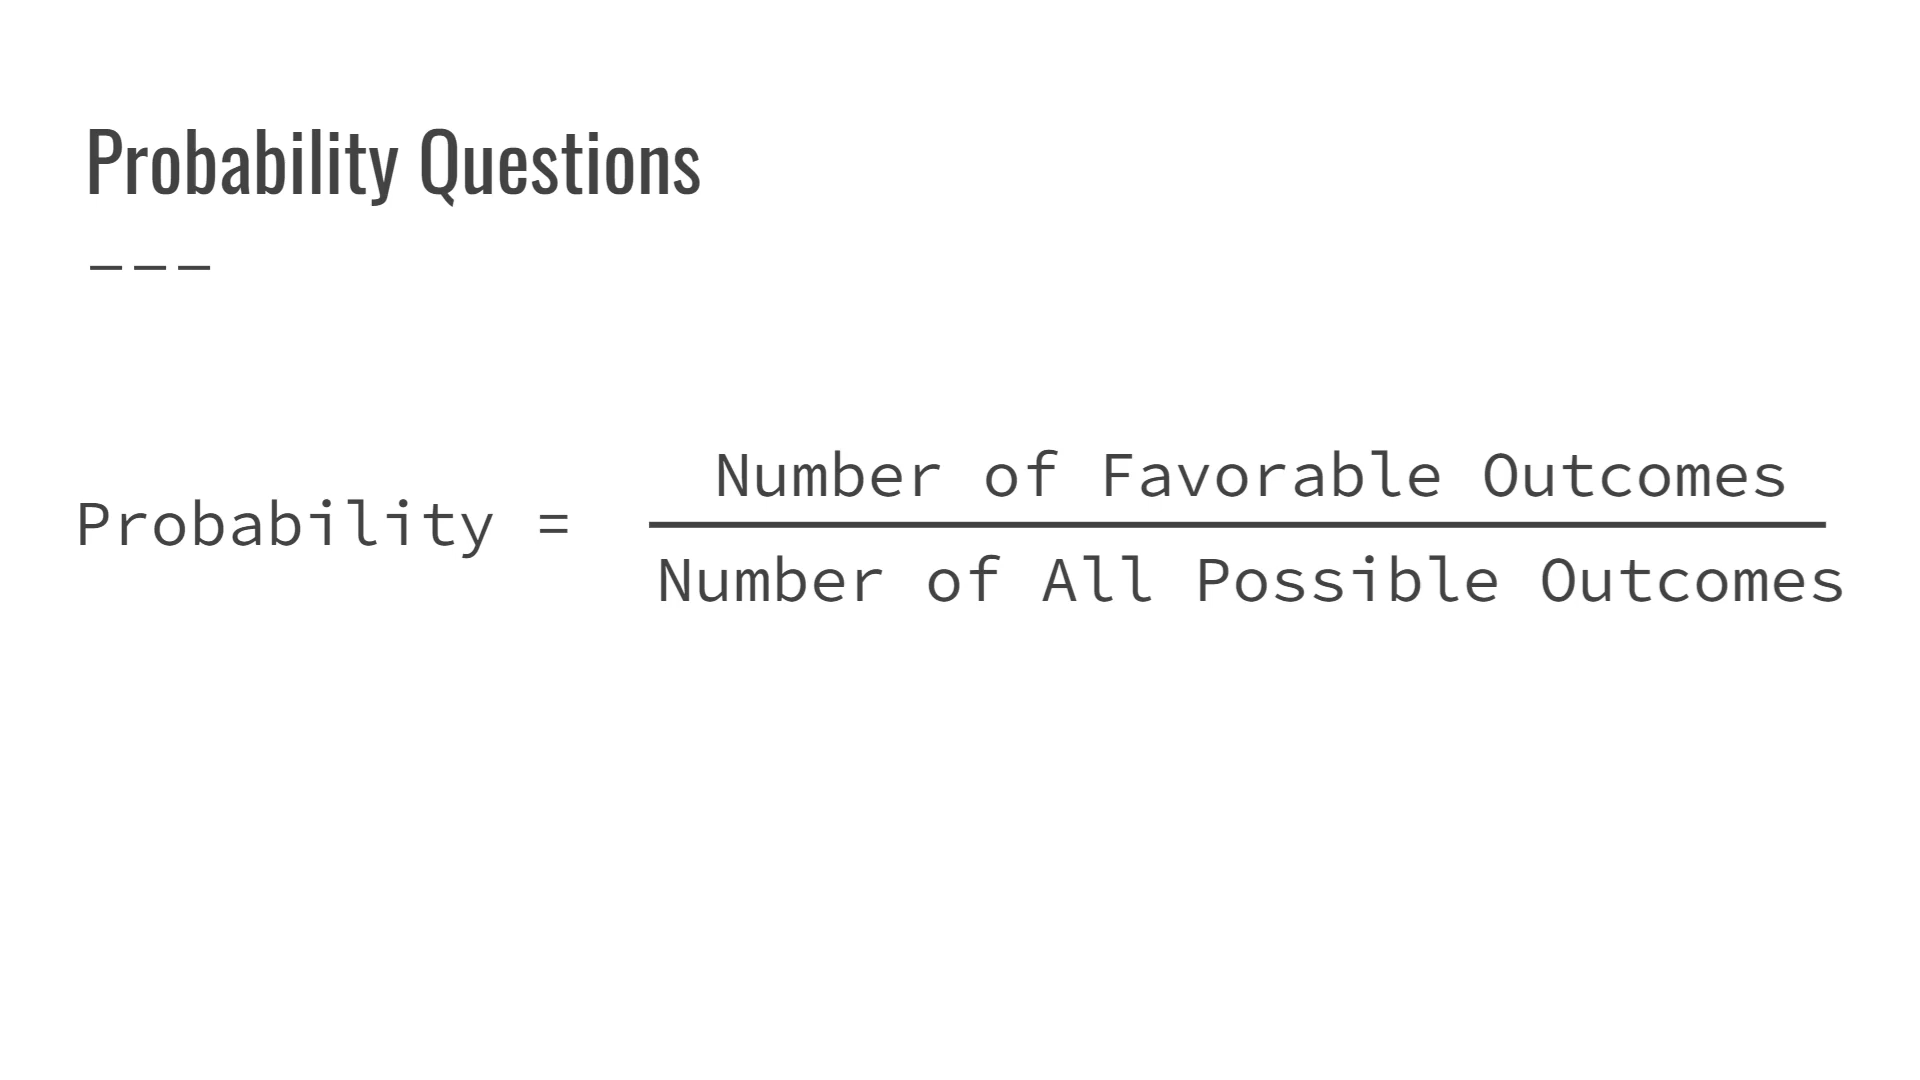 Probability Questions
Probability =
Number of Favorable Outcomes
Number of All Possible Outcomes